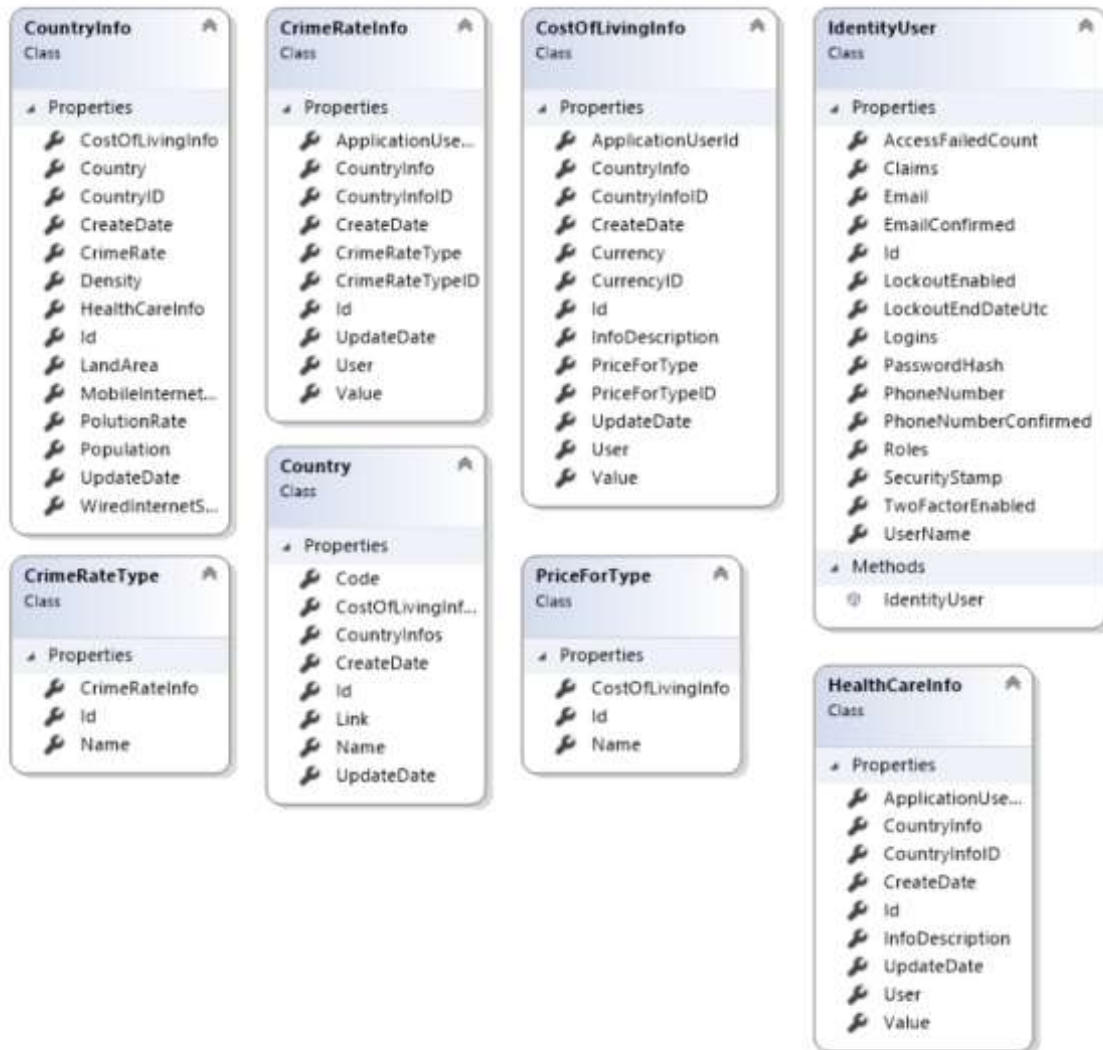 CountryInfo
Class
Properties
CostOfLivingInfo
Country
CountryID
CreateDate
CrimeRate
Density
HealthCareInfo
Id
LandArea
MobileInternet...
PolutionRate
Population
UpdateDate
WiredInternetS...
CrimeRateInfo
Class
Properties
ApplicationUse...
CountryInfo
CountryInfoID
CreateDate
CrimeRateType
CrimeRateTypeID
Id
UpdateDate
User
Value
CostOfLivingInfo
Class
Properties
ApplicationUserId
CountryInfo
CountryInfoID
CreateDate
Currency
CurrencyID
Id
InfoDescription
PriceForType
PriceForTypeID
UpdateDate
User
Value
IdentityUser
Class
Properties
AccessFailedCount
Claims
Email
EmailConfirmed
Id
LockoutEnabled
LockoutEndDateUtc
Logins
PasswordHash
PhoneNumber
PhoneNumberConfirmed
Roles
SecurityStamp
TwoFactorEnabled
UserName
Methods
IdentityUser
CrimeRateType
Class
Properties
CrimeRateInfo
Id
Name
Country
Class
Properties
Code
CostOfLivingInf...
CountryInfos
CreateDate
Id
Link
Name
UpdateDate
PriceForType
Class
Properties
CostOfLivingInfo
Id
Name
HealthCareInfo
Class
Properties
ApplicationUse...
CountryInfo
CountryInfoID
CreateDate
Id
InfoDescription
UpdateDate
User
Value